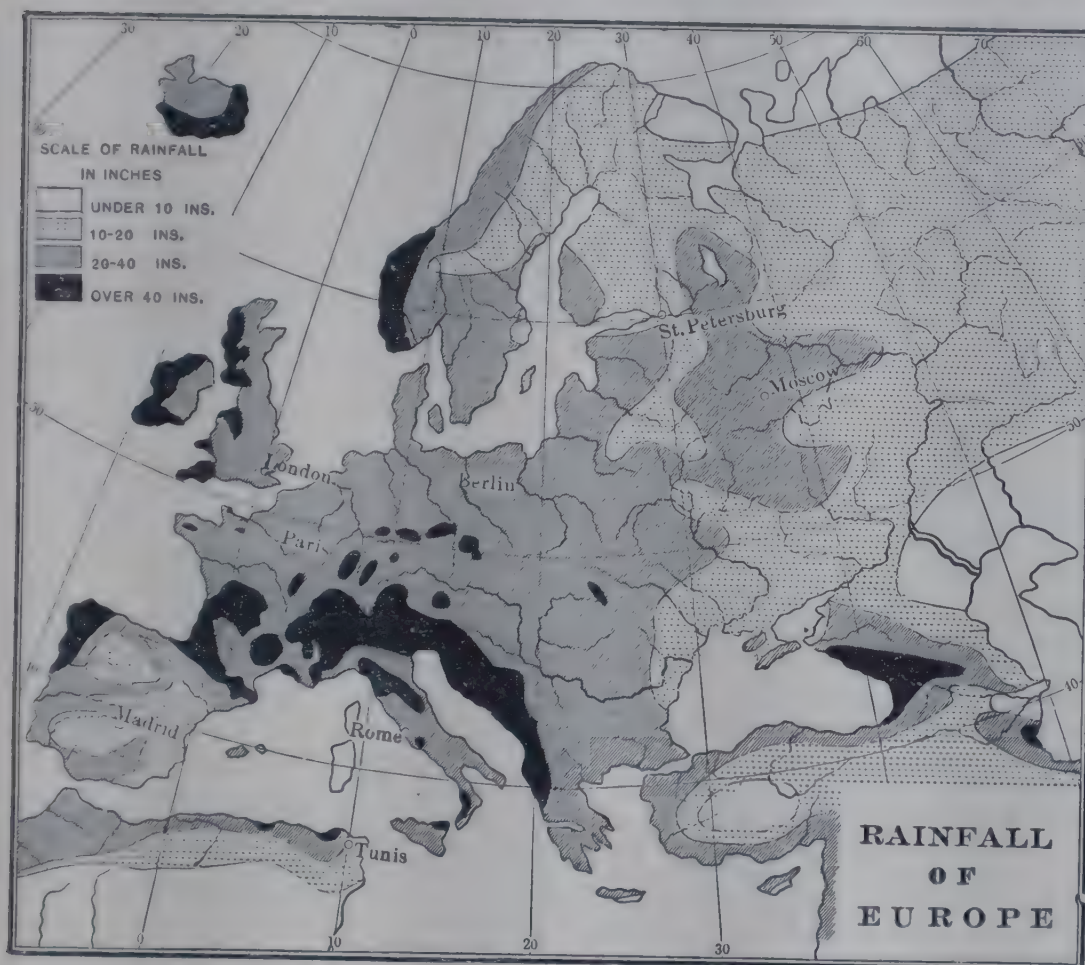 30 20 10 0 10 20 30 40 50 60 70
SCALE OF RAINFALL
IN INCHES
UNDER 10 INS.
10-20 INS.
20-40 INS.
OVER 40 INS.
St. Petersburg
Moscow
50
50
London
Berlin
Paris
40
Madrid
Rome
Tunis
RAINFALL
OF
EUROPE
0 10 20 30